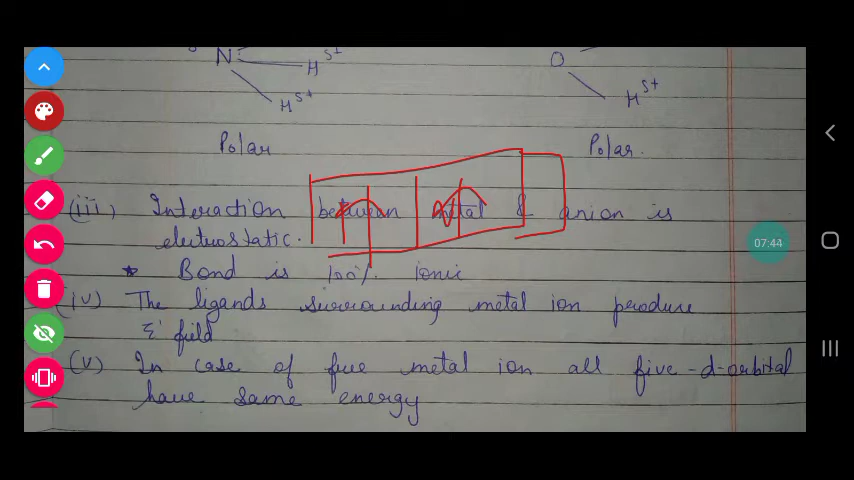 N H δ+
O
H δ+
H δ+
Polar Polar.
(iii) Interaction between metal & anion is
electrostatic.
* Bond is 100% ionic
(iv) The ligands surrounding metal ion produre
field
(v) In case of free metal ion all five -d-orbital
have same energy
07:44